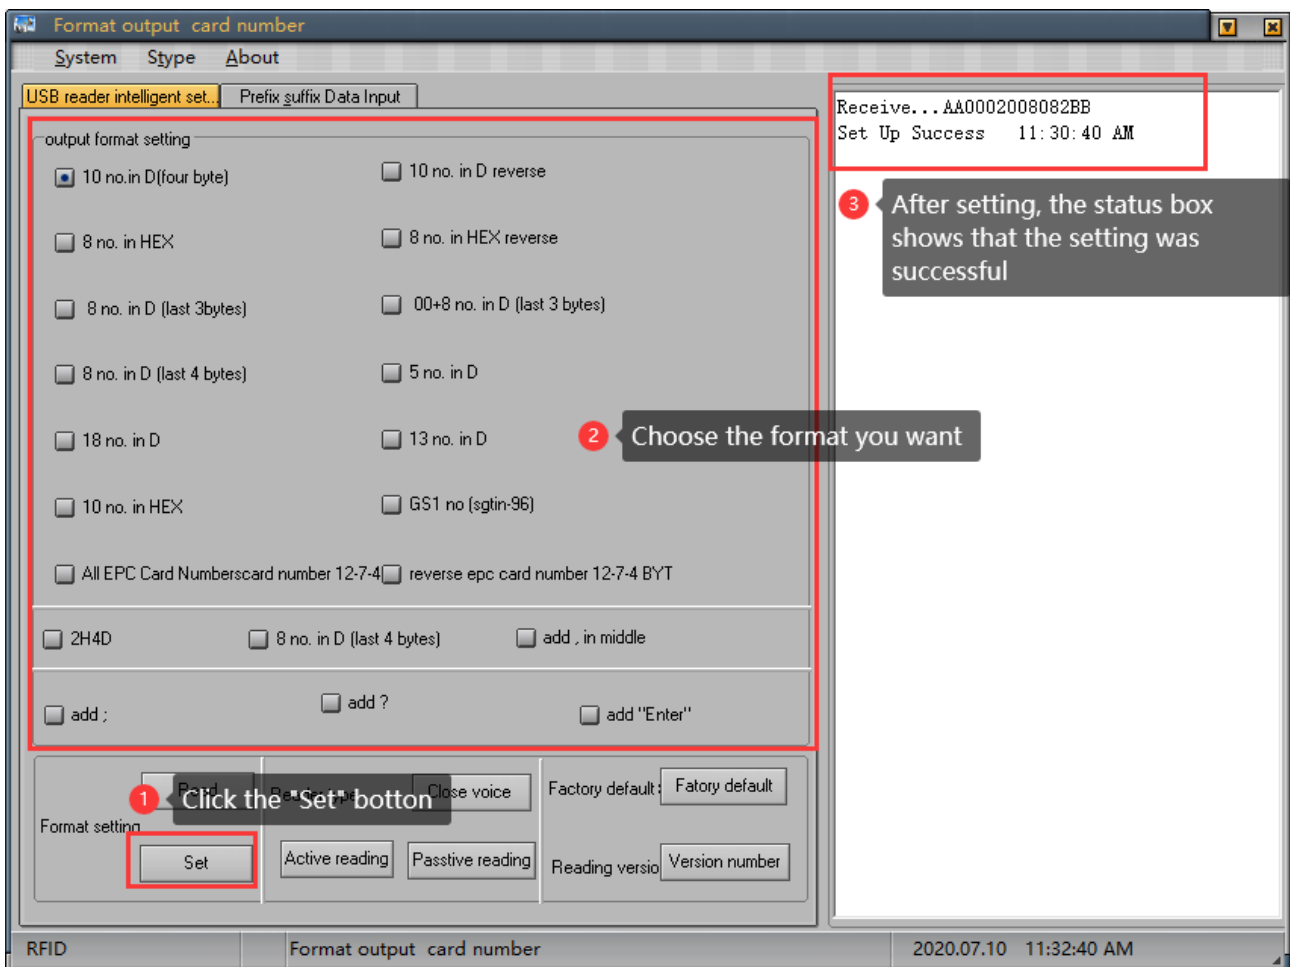 Format output card number
System Stype About
USB reader intelligent set... Prefix suffix Data Input
output format setting
10 no.in D(four byte)
10 no. in D reverse
8 no. in HEX
8 no. in HEX reverse
8 no. in D (last 3bytes)
00+8 no. in D (last 3 bytes)
8 no. in D (last 4 bytes)
5 no. in D
18 no. in D
13 no. in D
10 no. in HEX
GS1 no (sgtin-96)
All EPC Card Numberscard number 12-7-4
reverse epc card number 12-7-4 BYT
2H4D
8 no. in D (last 4 bytes)
add , in middle
add ;
add ?
add "Enter"
2 Choose the format you want
Receive...AA0002008082BB
Set Up Success 11:30:40 AM
3 After setting, the status box
shows that the setting was
successful
Format setting
Read
1 Click the "Set" botton
Set
Close voice
Active reading
Passtive reading
Factory default:
Fatory default
Reading versio
Version number
RFID
Format output card number
2020.07.10 11:32:40 AM